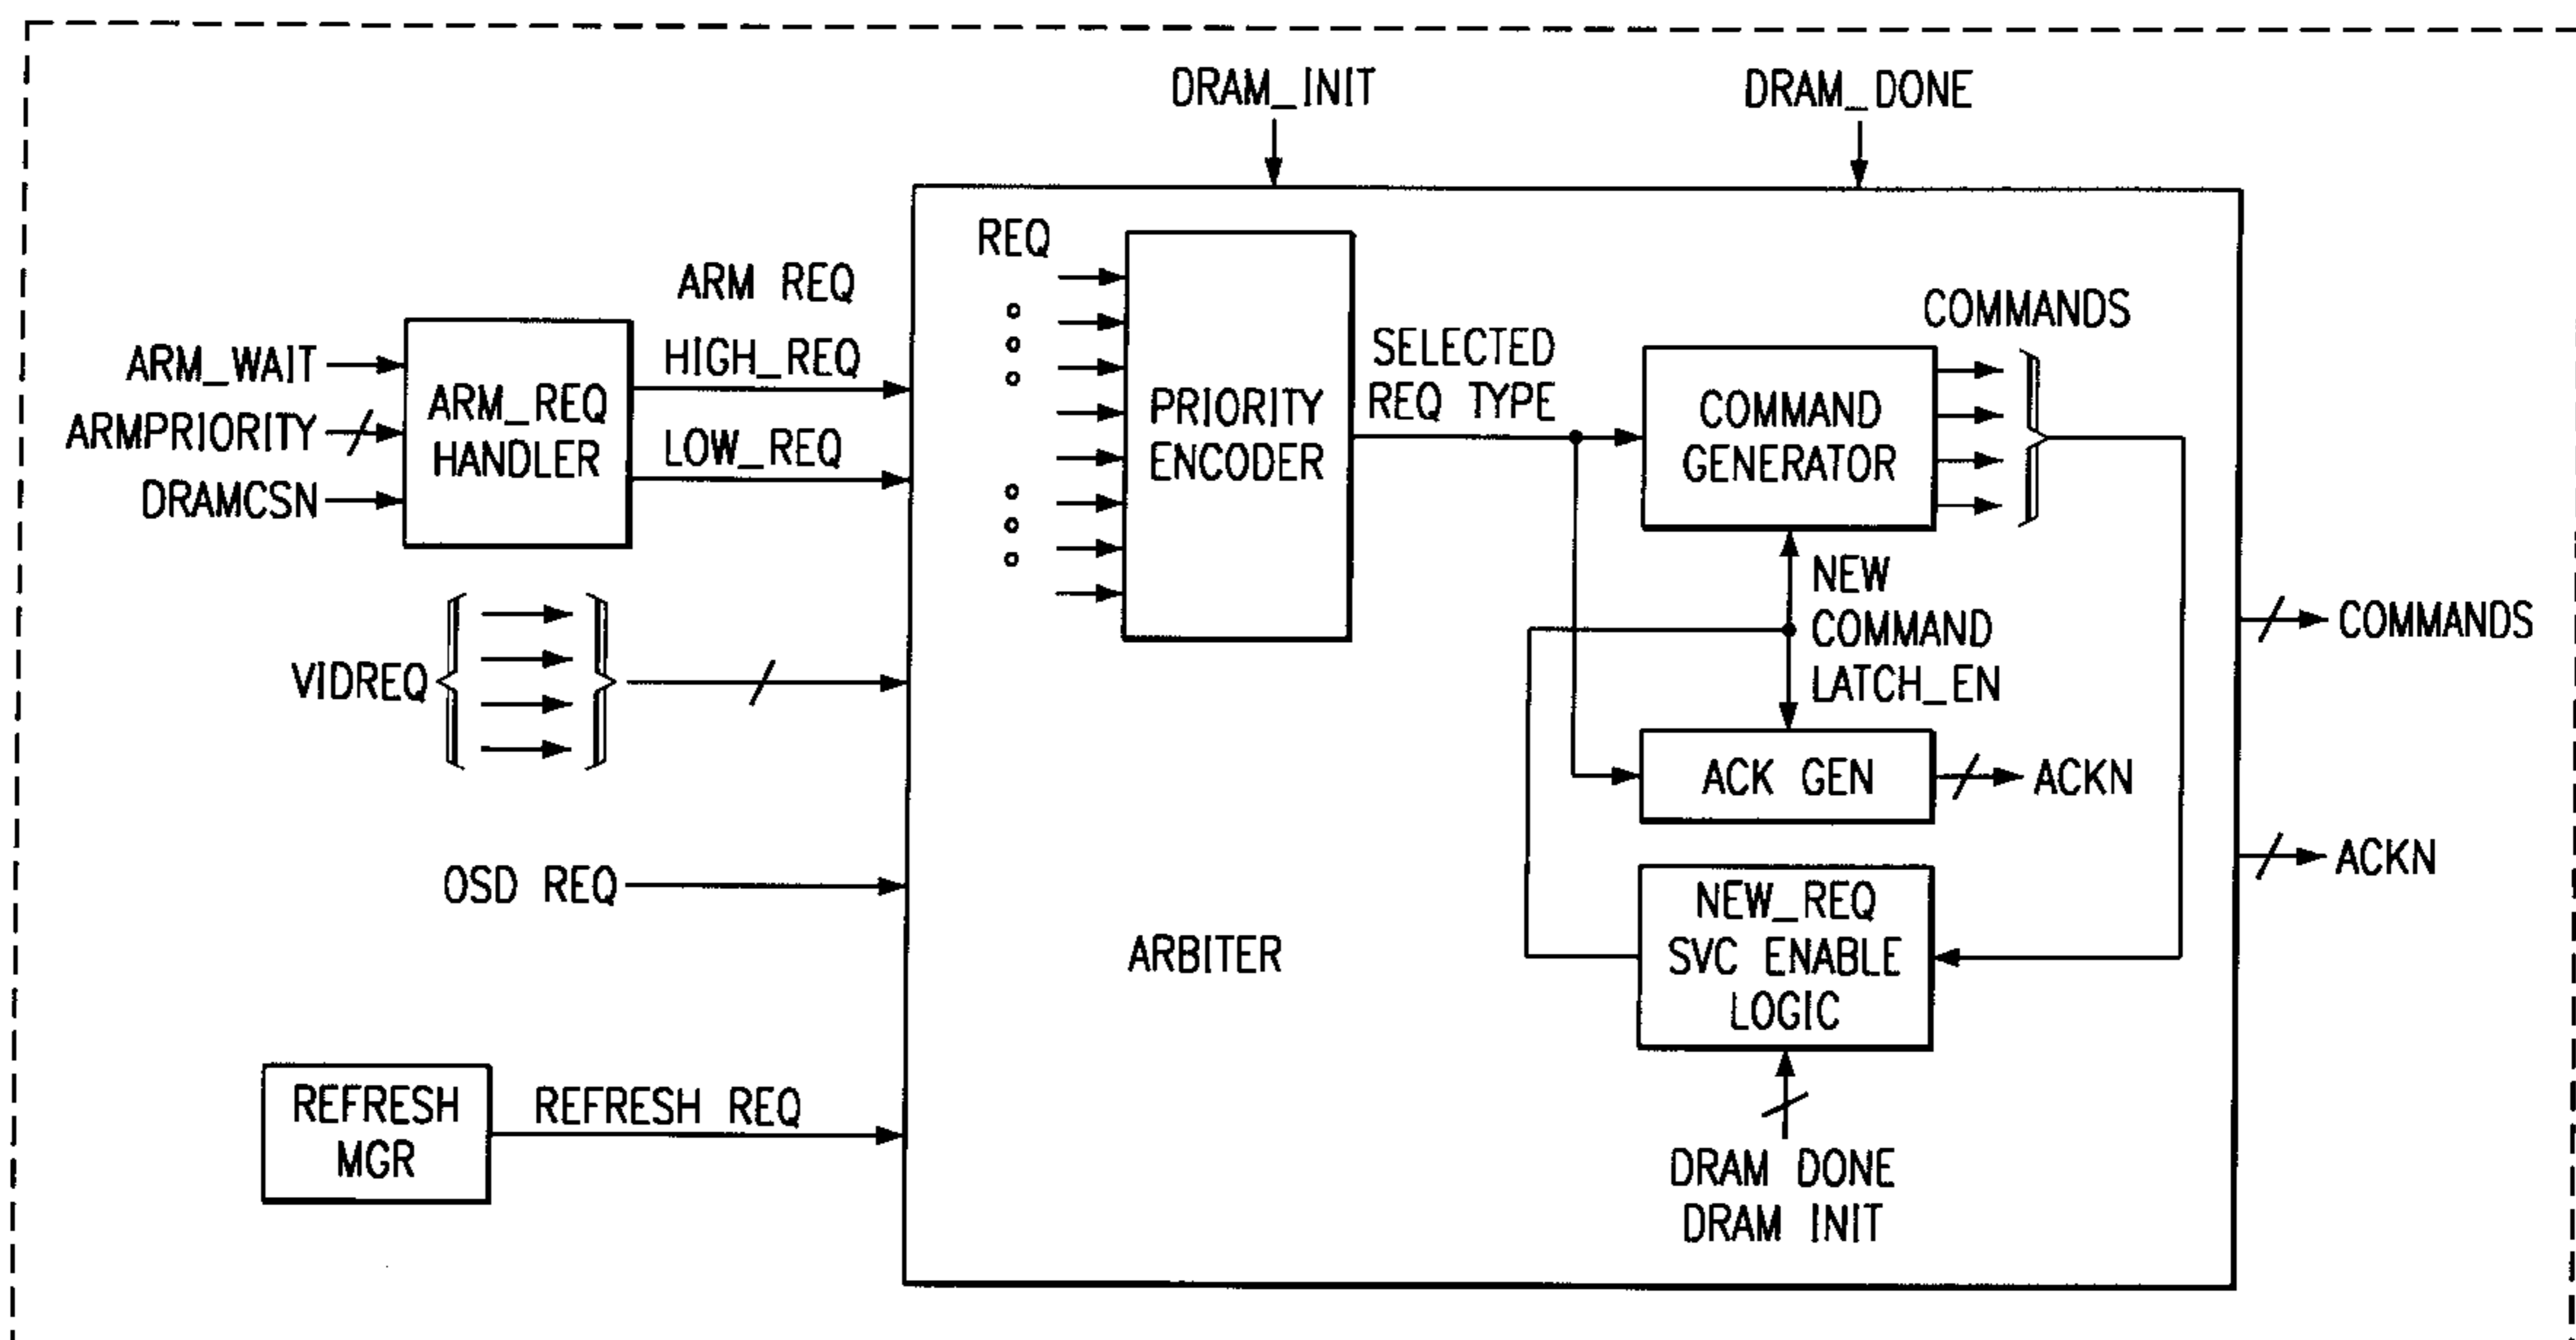 DRAM_INIT
DRAM_DONE
REQ
ARM REQ
HIGH_REQ
LOW_REQ
ARM_WAIT
ARMPRIORITY
DRAMCSN
ARM_REQ
HANDLER
PRIORITY
ENCODER
SELECTED
REQ TYPE
COMMANDS
COMMAND
GENERATOR
NEW
COMMAND
LATCH_EN
COMMANDS
VIDREQ
ACK GEN
ACKN
ACKN
OSD REQ
ARBITER
NEW_REQ
SVC ENABLE
LOGIC
REFRESH
MGR
REFRESH REQ
DRAM DONE
DRAM INIT